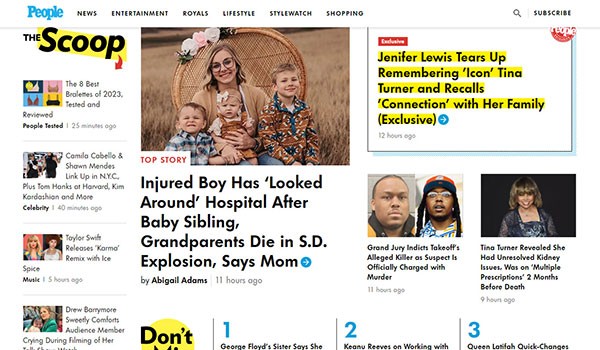 People
NEWS
ENTERTAINMENT
ROYALS
LIFESTYLE
STYLEWATCH
SHOPPING
SUBSCRIBE
THE Scoop
The 8 Best
Bralettes of 2023,
Tested and
Reviewed
People Tested | 25 minutes ago
Camila Cabello &
Shawn Mendes
Link Up in N.Y.C.,
Plus Tom Hanks at Harvard, Kim
Kardashian and More
Celebrity | 40 minutes ago
Taylor Swift
Releases 'Karma'
Remix with Ice
Spice
Music | 5 hours ago
Drew Barrymore
Sweetly Comforts
Audience Member
Crying During Filming of Her
TOP STORY
Injured Boy Has 'Looked
Around' Hospital After
Baby Sibling,
Grandparents Die in S.D.
Explosion, Says Mom
by Abigail Adams | 11 hours ago
Exclusive
Jenifer Lewis Tears Up
Remembering 'Icon' Tina
Turner and Recalls
'Connection' with Her Family
(Exclusive)
12 hours ago
Grand Jury Indicts Takeoff's
Alleged Killer as Suspect Is
Officially Charged with
Murder
11 hours ago
Tina Turner Revealed She
Had Unresolved Kidney
Issues, Was on 'Multiple
Prescriptions' 2 Months
Before Death
9 hours ago
Don't
1
George Floyd's Sister Says She
2
Keanu Reeves on Working with
3
Queen Latifah Quick-Changes